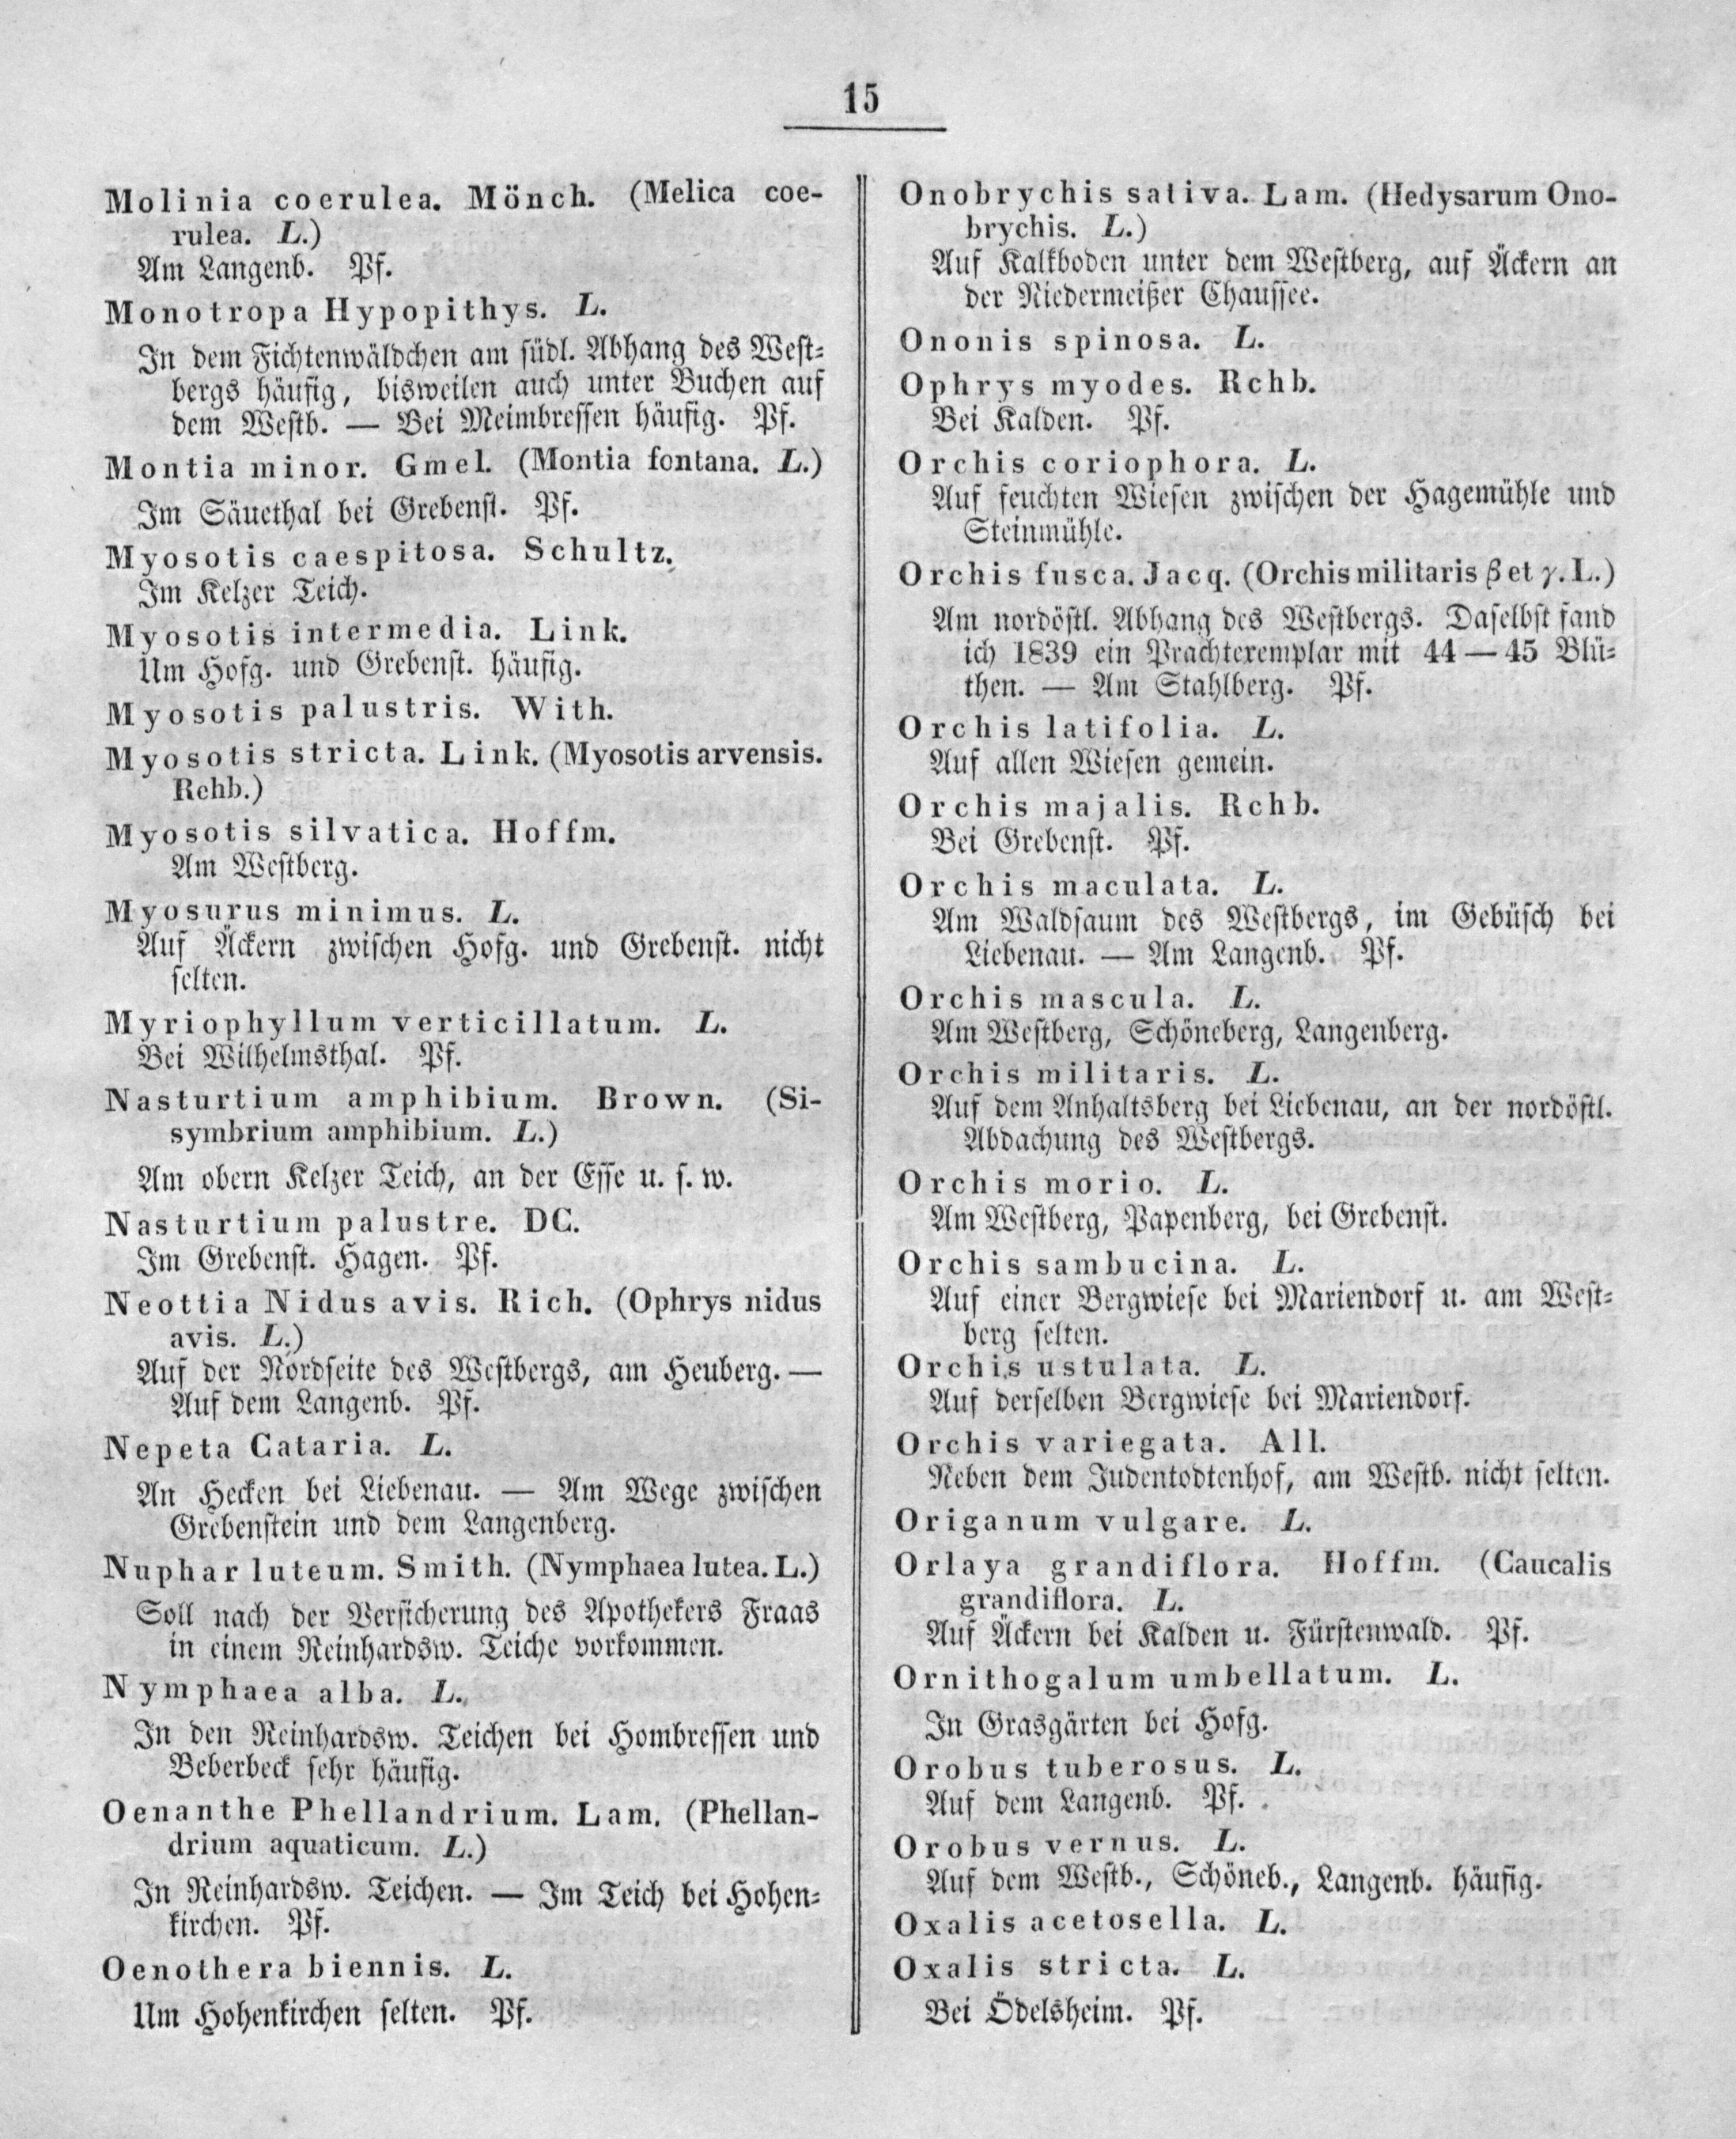 15
Molinia coerulea. Mönch. (Melica coe-
rulea. L.)
Am Langenb. Pf.
Monotropa Hypopithys. L.
In dem Fichtenwäldchen am südl. Abhang des West-
bergs häufig, bisweilen auch unter Buchen auf
dem Westb. — Bei Meimbressen häufig. Pf.
Montia minor. Gmel. (Montia fontana. L.)
Im Säuethal bei Grebenst. Pf.
Myosotis caespitosa. Schultz.
Im Kelzer Teich.
Myosotis intermedia. Link.
Um Hofg. und Grebenst. häufig.
Myosotis palustris. With.
Myosotis stricta. Link. (Myosotis arvensis.
Rchb.)
Myosotis silvatica. Hoffm.
Am Westberg.
Myosurus minimus. L.
Auf Äckern zwischen Hofg. und Grebenst. nicht
selten.
Myriophyllum verticillatum. L.
Bei Wilhelmsthal. Pf.
Nasturtium amphibium. Brown. (Si-
symbrium amphibium. L.)
Am obern Kelzer Teich, an der Esse u. s. w.
Nasturtium palustre. DC.
Im Grebenst. Hagen. Pf.
Neottia Nidus avis. Rich. (Ophrys nidus
avis. L.)
Auf der Nordseite des Westbergs, am Heuberg. —
Auf dem Langenb. Pf.
Nepeta Cataria. L.
An Hecken bei Liebenau. — Am Wege zwischen
Grebenstein und dem Langenberg.
Nuphar luteum. Smith. (Nymphaea lutea. L.)
Soll nach der Versicherung des Apothekers Fraas
in einem Reinhardsw. Teiche vorkommen.
Nymphaea alba. L.
In den Reinhardsw. Teichen bei Hombressen und
Beberbeck sehr häufig.
Oenanthe Phellandrium. Lam. (Phellan-
drium aquaticum. L.)
In Reinhardsw. Teichen. — Im Teich bei Hohen-
kirchen. Pf.
Oenothera biennis. L.
Um Hohenkirchen selten. Pf.
Onobrychis sativa. Lam. (Hedysarum Ono-
brychis. L.)
Auf Kalkboden unter dem Westberg, auf Äckern an
der Niedermeißer Chaussee.
Ononis spinosa. L.
Ophrys myodes. Rchb.
Bei Kalden. Pf.
Orchis coriophora. L.
Auf feuchten Wiesen zwischen der Hagemühle und
Steinmühle.
Orchis fusca. Jacq. (Orchis militaris β et γ. L.)
Am nordöstl. Abhang des Westbergs. Daselbst fand
ich 1839 ein Prachtexemplar mit 44 — 45 Blü-
then. — Am Stahlberg. Pf.
Orchis latifolia. L.
Auf allen Wiesen gemein.
Orchis majalis. Rchb.
Bei Grebenst. Pf.
Orchis maculata. L.
Am Waldsaum des Westbergs, im Gebüsch bei
Liebenau. — Am Langenb. Pf.
Orchis mascula. L.
Am Westberg, Schöneberg, Langenberg.
Orchis militaris. L.
Auf dem Anhaltsberg bei Liebenau, an der nordöstl.
Abdachung des Westbergs.
Orchis morio. L.
Am Westberg, Papenberg, bei Grebenst.
Orchis sambucina. L.
Auf einer Bergwiese bei Mariendorf u. am West-
berg selten.
Orchis ustulata. L.
Auf derselben Bergwiese bei Mariendorf.
Orchis variegata. All.
Neben dem Judentodtenhof, am Westb. nicht selten.
Origanum vulgare. L.
Orlaya grandiflora. Hoffm. (Caucalis
grandiflora. L.
Auf Äckern bei Kalden u. Fürstenwald. Pf.
Ornithogalum umbellatum. L.
In Grasgärten bei Hofg.
Orobus tuberosus. L.
Auf dem Langenb. Pf.
Orobus vernus. L.
Auf dem Westb., Schöneb., Langenb. häufig.
Oxalis acetosella. L.
Oxalis stricta. L.
Bei Ödelsheim. Pf.